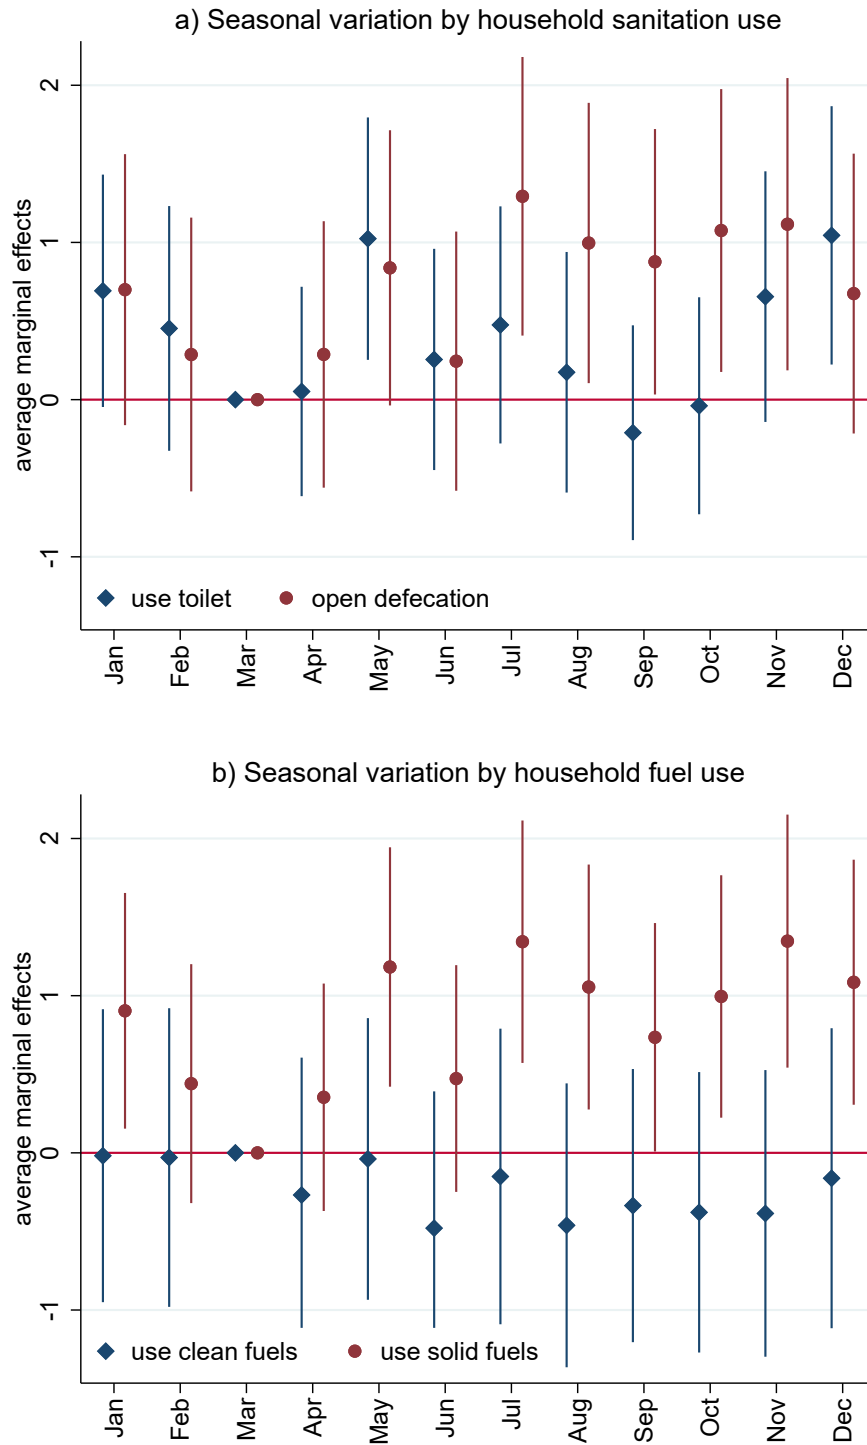 a) Seasonal variation by household sanitation use
average marginal effects
2
1
0
-1
use toilet open defecation
Jan Feb Mar Apr May Jun Jul Aug Sep Oct Nov Dec
b) Seasonal variation by household fuel use
average marginal effects
2
1
0
-1
use clean fuels use solid fuels
Jan Feb Mar Apr May Jun Jul Aug Sep Oct Nov Dec